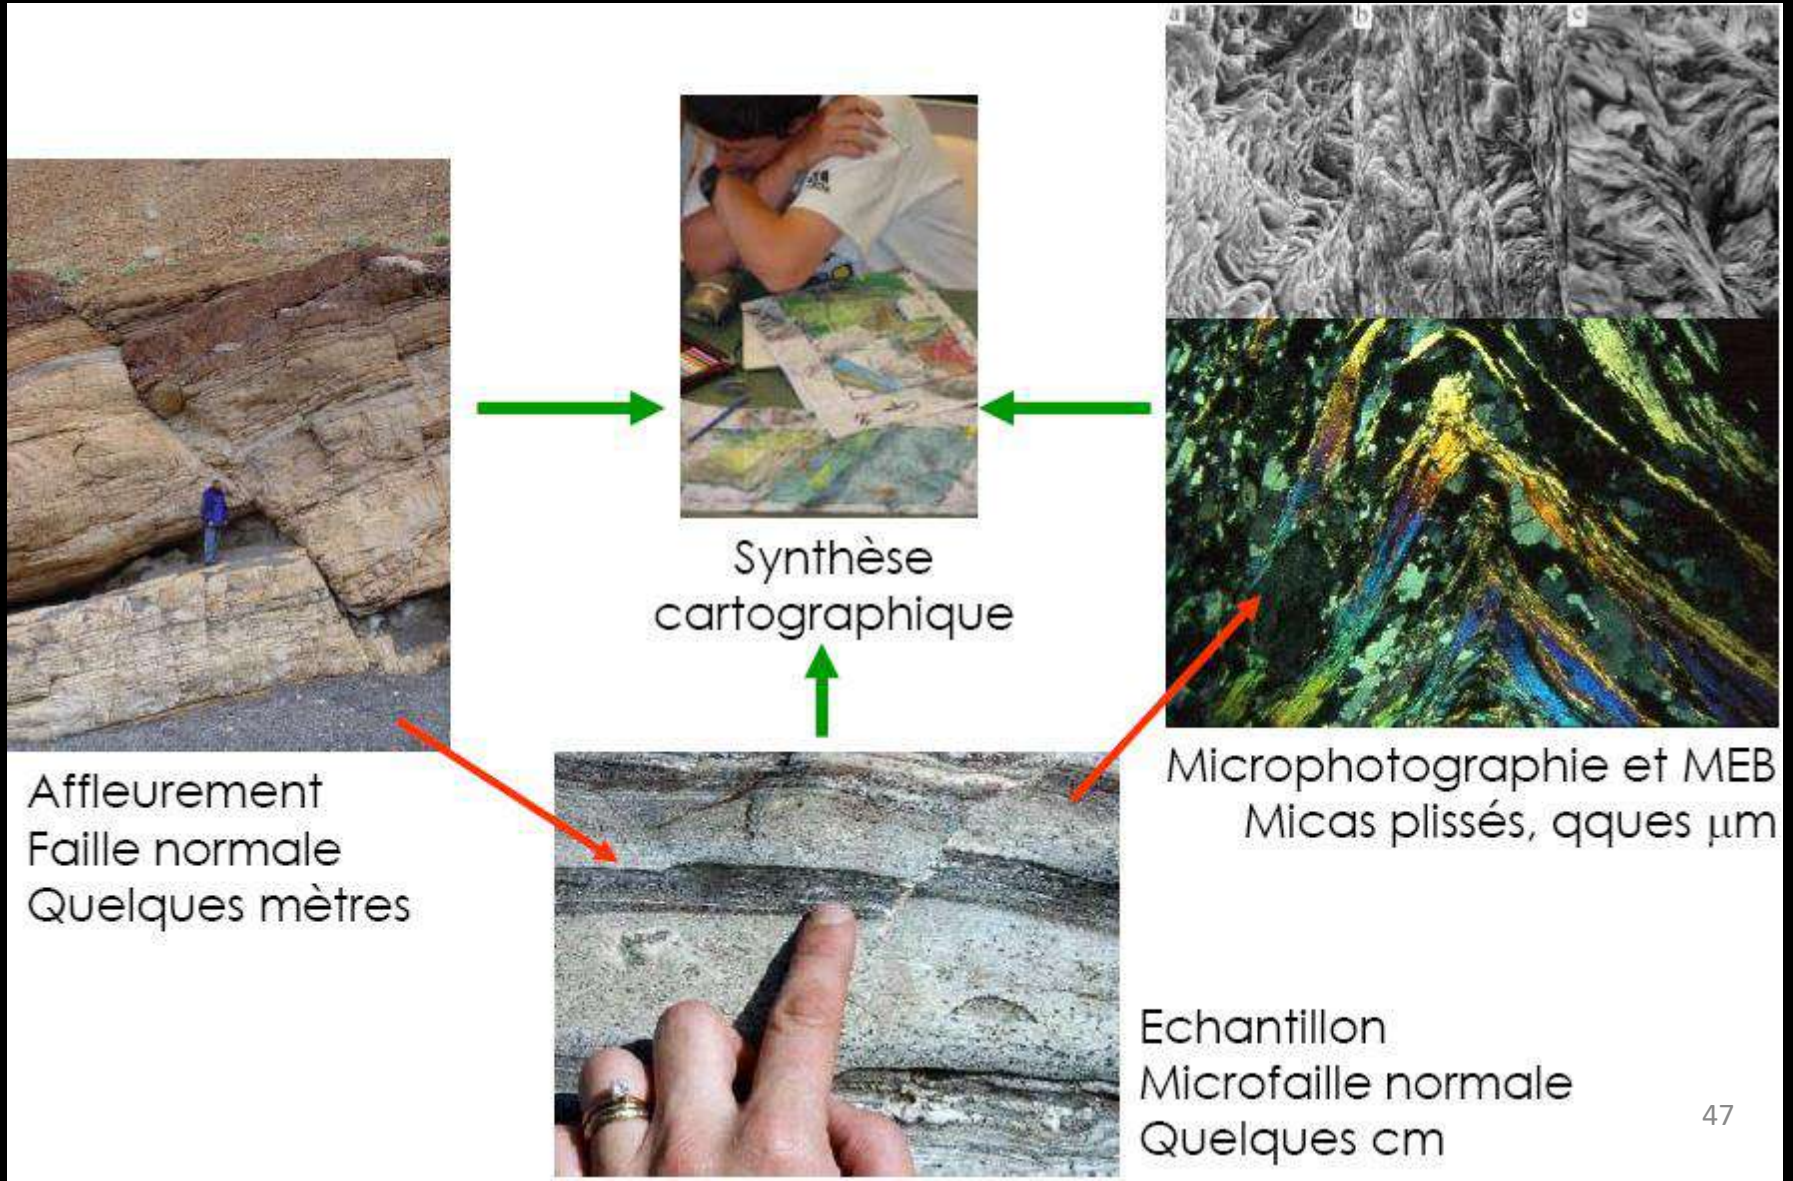 a b c
Synthèse
cartographique
Affleurement
Faille normale
Quelques mètres
Microphotographie et MEB
Micas plissés, qques μm
Echantillon
Microfaille normale
Quelques cm
47